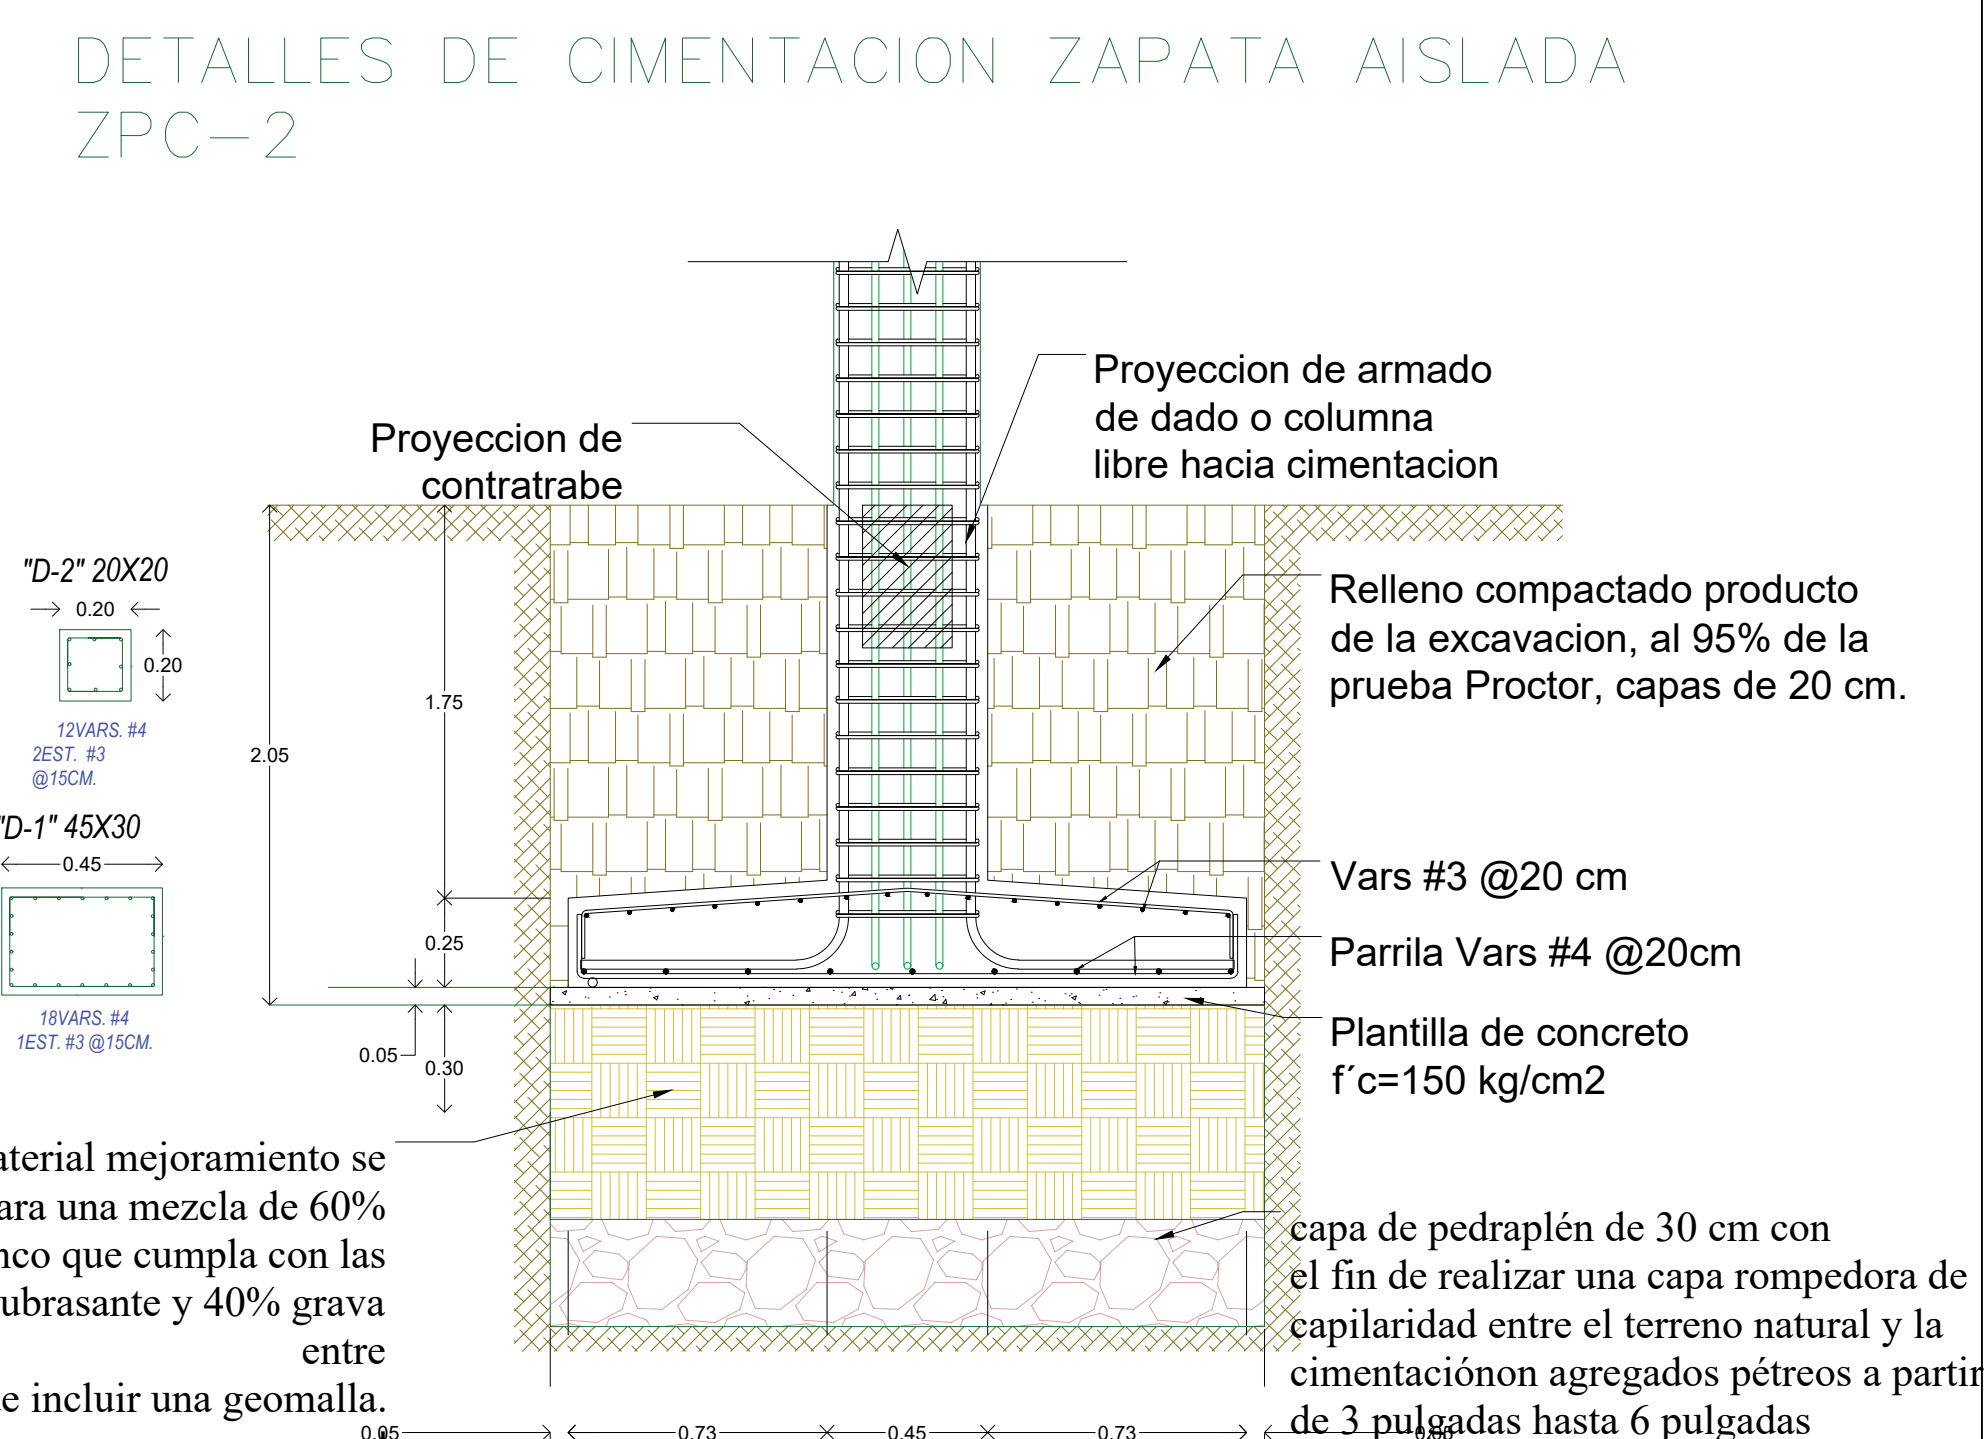 DETALLES DE CIMENTACION ZAPATA AISLADA
ZPC-2
Proyeccion de
contratrabe
Proyeccion de armado
de dado o columna
libre hacia cimentacion
"D-2" 20X20
0.20
0.20
12VARS. #4
2EST. #3
@15CM.
"D-1" 45X30
0.45
18VARS. #4
1EST. #3 @15CM.
2.05
1.75
0.25
0.05
0.30
Relleno compactado producto
de la excavacion, al 95% de la
prueba Proctor, capas de 20 cm.
Vars #3 @20 cm
Parrila Vars #4 @20cm
Plantilla de concreto
f´c=150 kg/cm2
mejoramiento se
una mezcla de 60%
que cumpla con las
y 40% grava
entre
incluir una geomalla.
capa de pedraplén de 30 cm con
el fin de realizar una capa rompedora de
capilaridad entre el terreno natural y la
cimentaciónon agregados pétreos a partir
de 3 pulgadas hasta 6 pulgadas
0.05
0.73
0.45
0.73
0.05